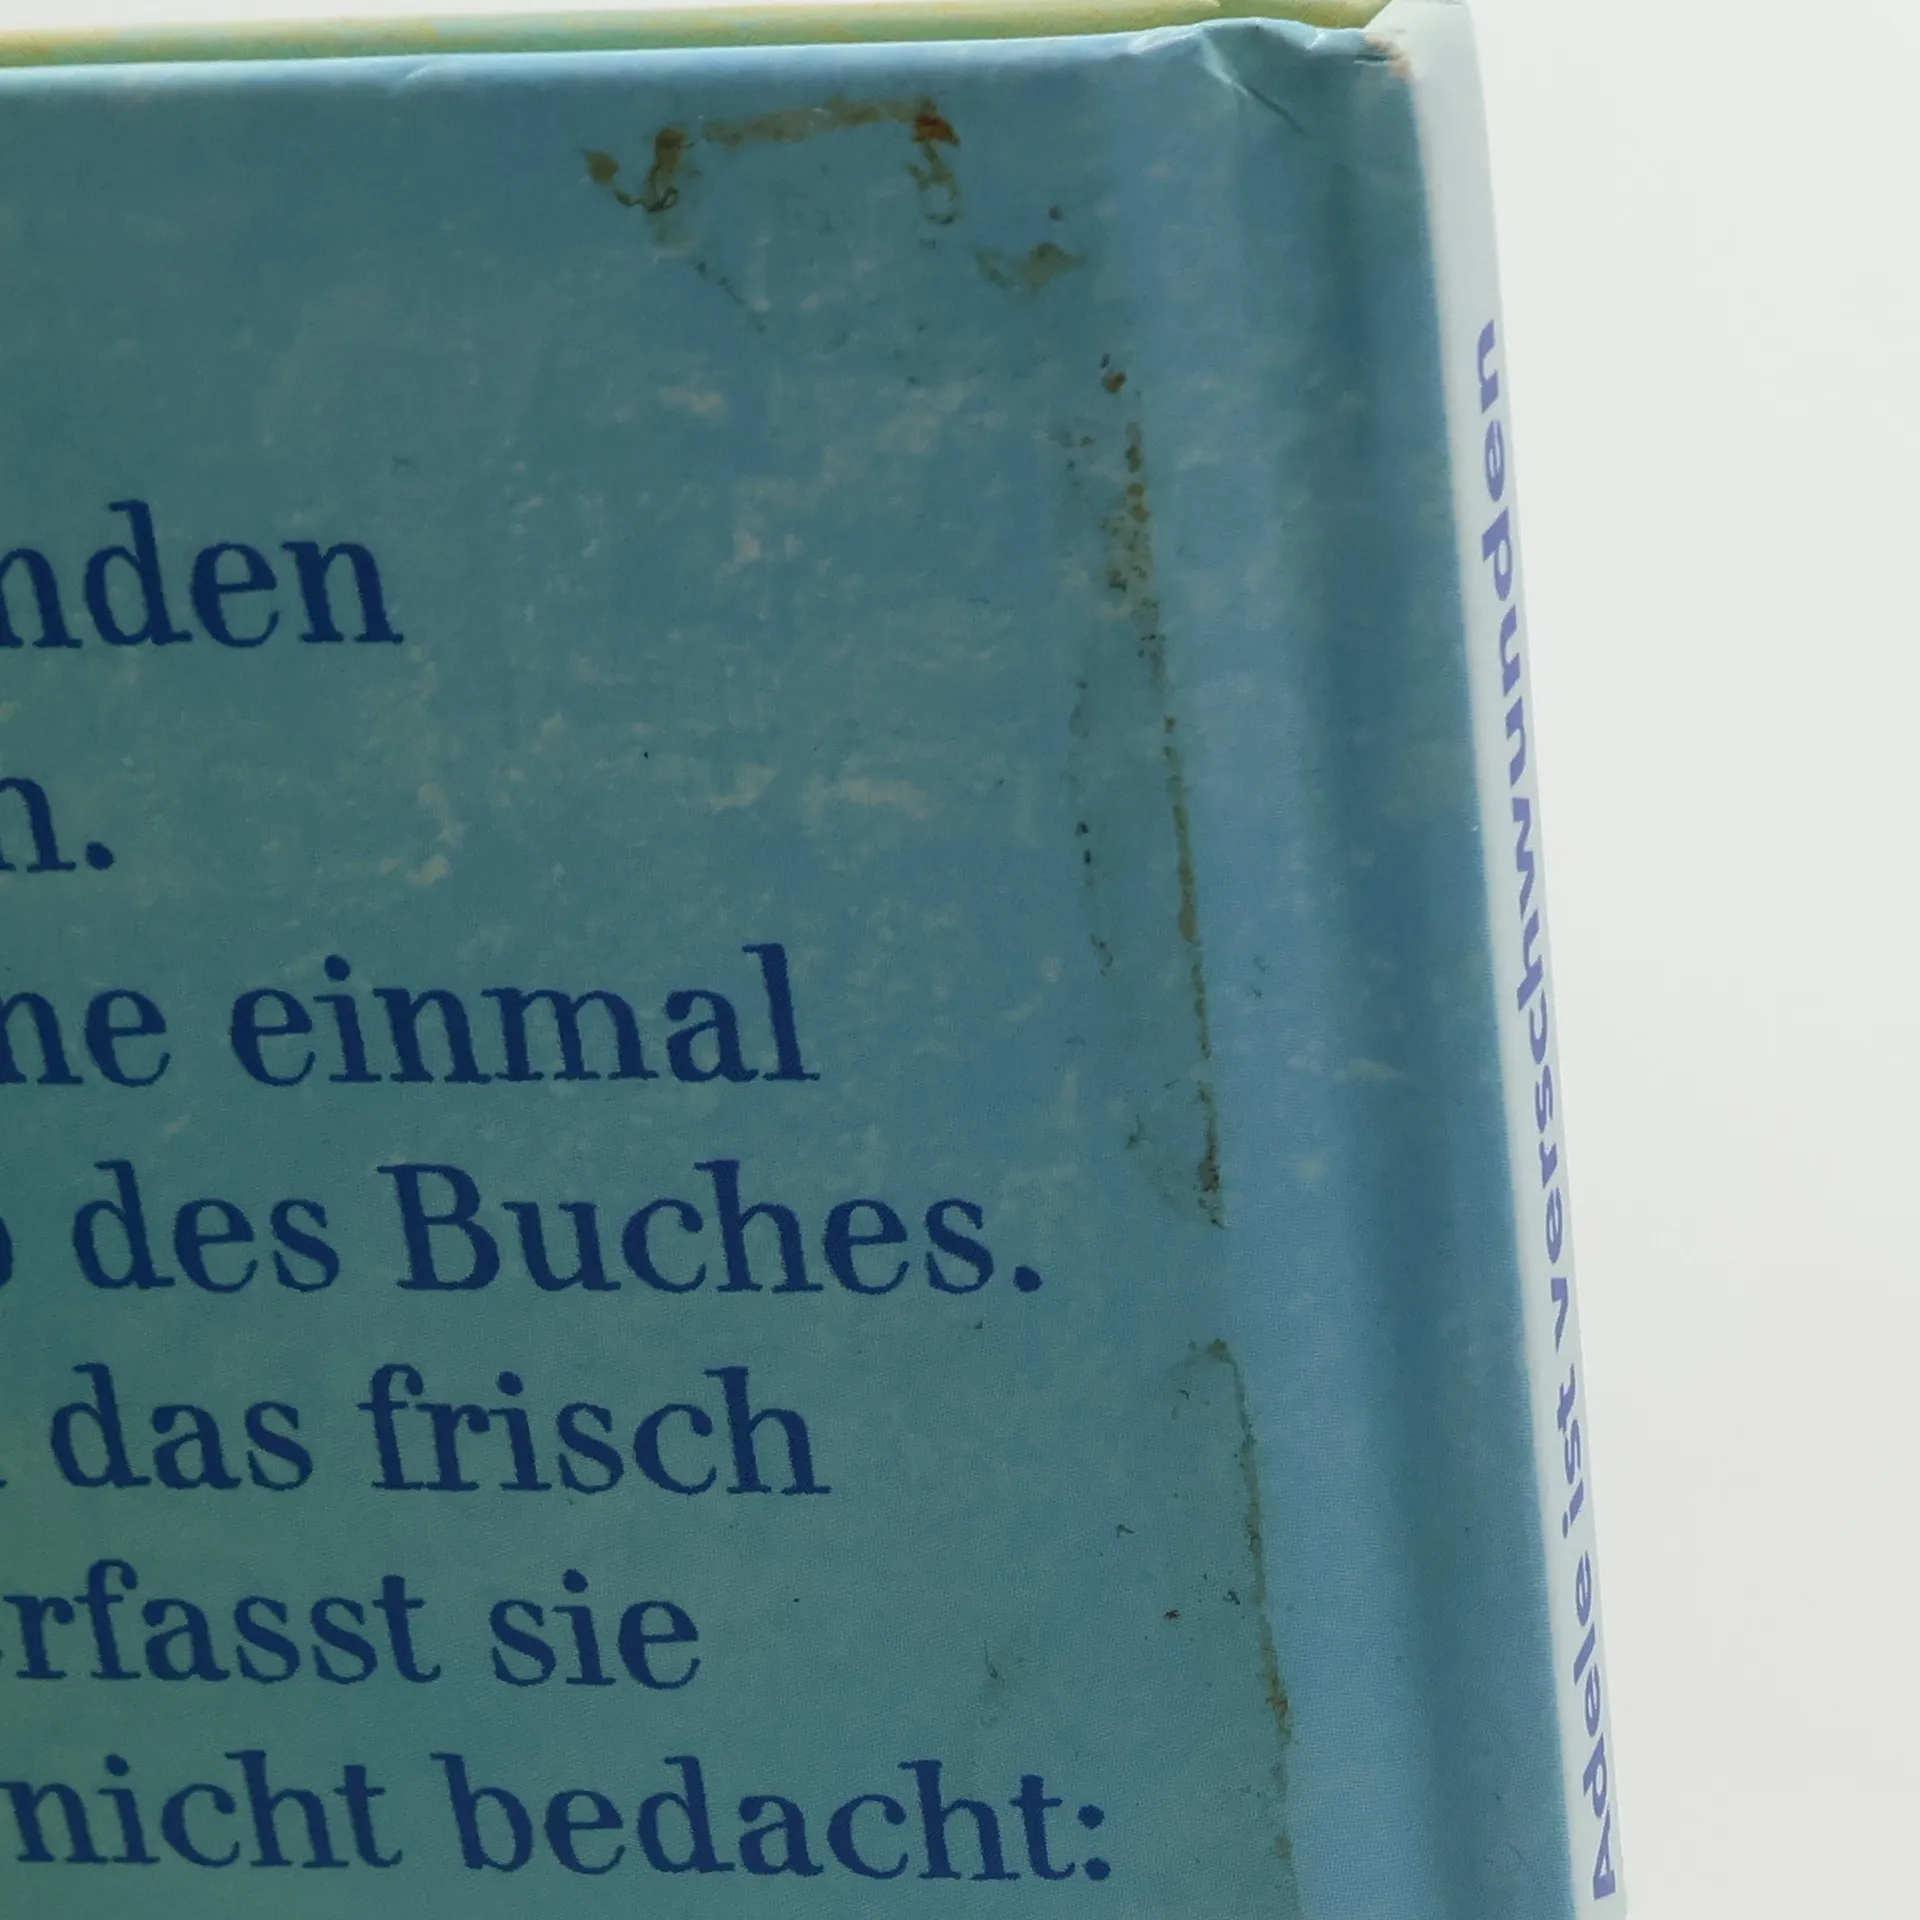 nden
n.
ne einmal
des Buches.
das frisch
erfasst sie
nicht bedacht:
Adele ist verschwunden